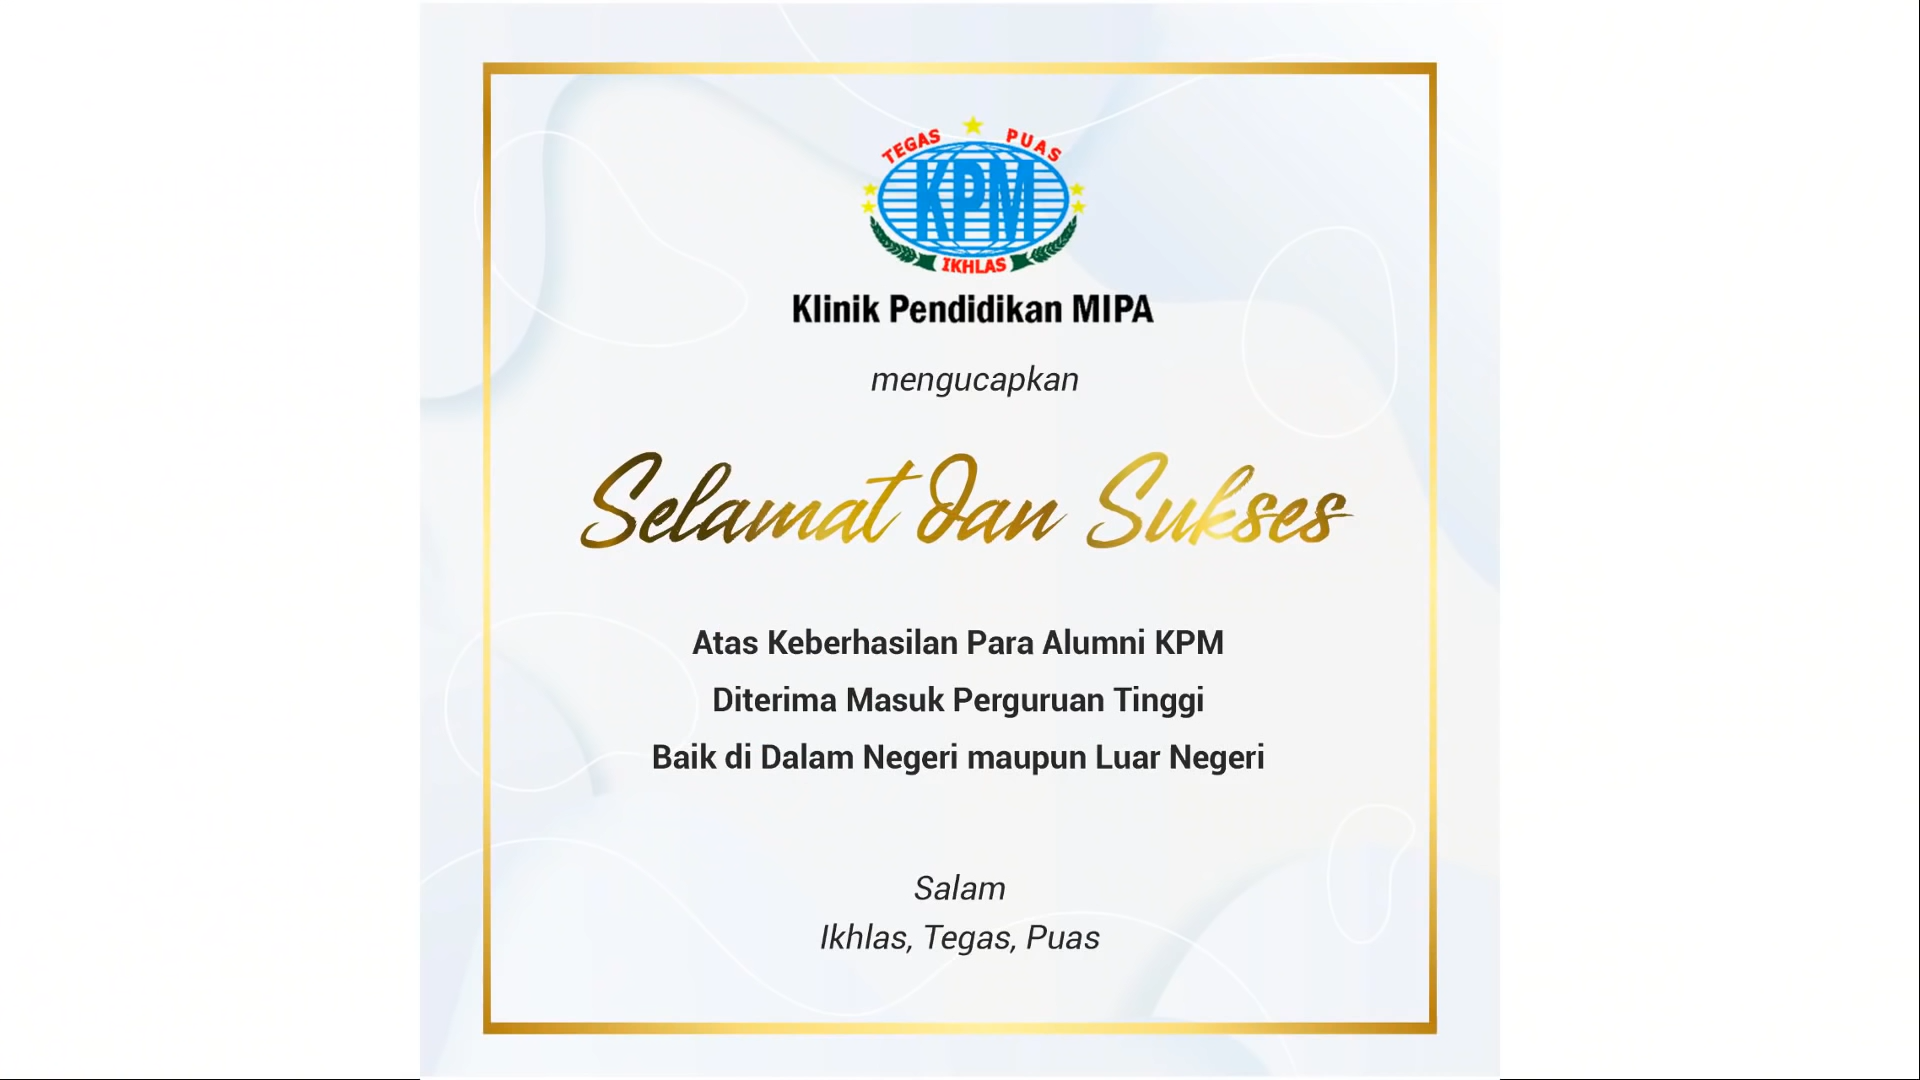 TEGAS PUAS
KPM
IKHLAS
Klinik Pendidikan MIPA
mengucapkan
Selamat dan Sukses
Atas Keberhasilan Para Alumni KPM
Diterima Masuk Perguruan Tinggi
Baik di Dalam Negeri maupun Luar Negeri
Salam
Ikhlas, Tegas, Puas